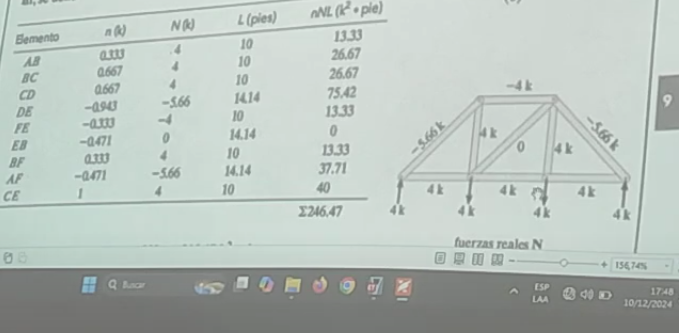 Elemento n (k) N (k) L (pies) nNL (k² • pie)
AB 0.333 4 10 13.33
BC 0.667 4 10 26.67
CD 0.667 4 10 26.67
DE −0.943 −5.66 14.14 75.42
FE −0.333 −4 10 13.33
EB −0.471 0 14.14 0
BF 0.333 4 10 13.33
AF −0.471 −5.66 14.14 37.71
CE 1 4 10 40
Σ246.47
−4 k
−5.66 k 4 k 0 4 k −5.66 k
4 k 4 k 4 k
4 k 4 k 4 k 4 k
fuerzas reales N
9
156,74%
Buscar
ESP
LAA
17:48
10/12/2024